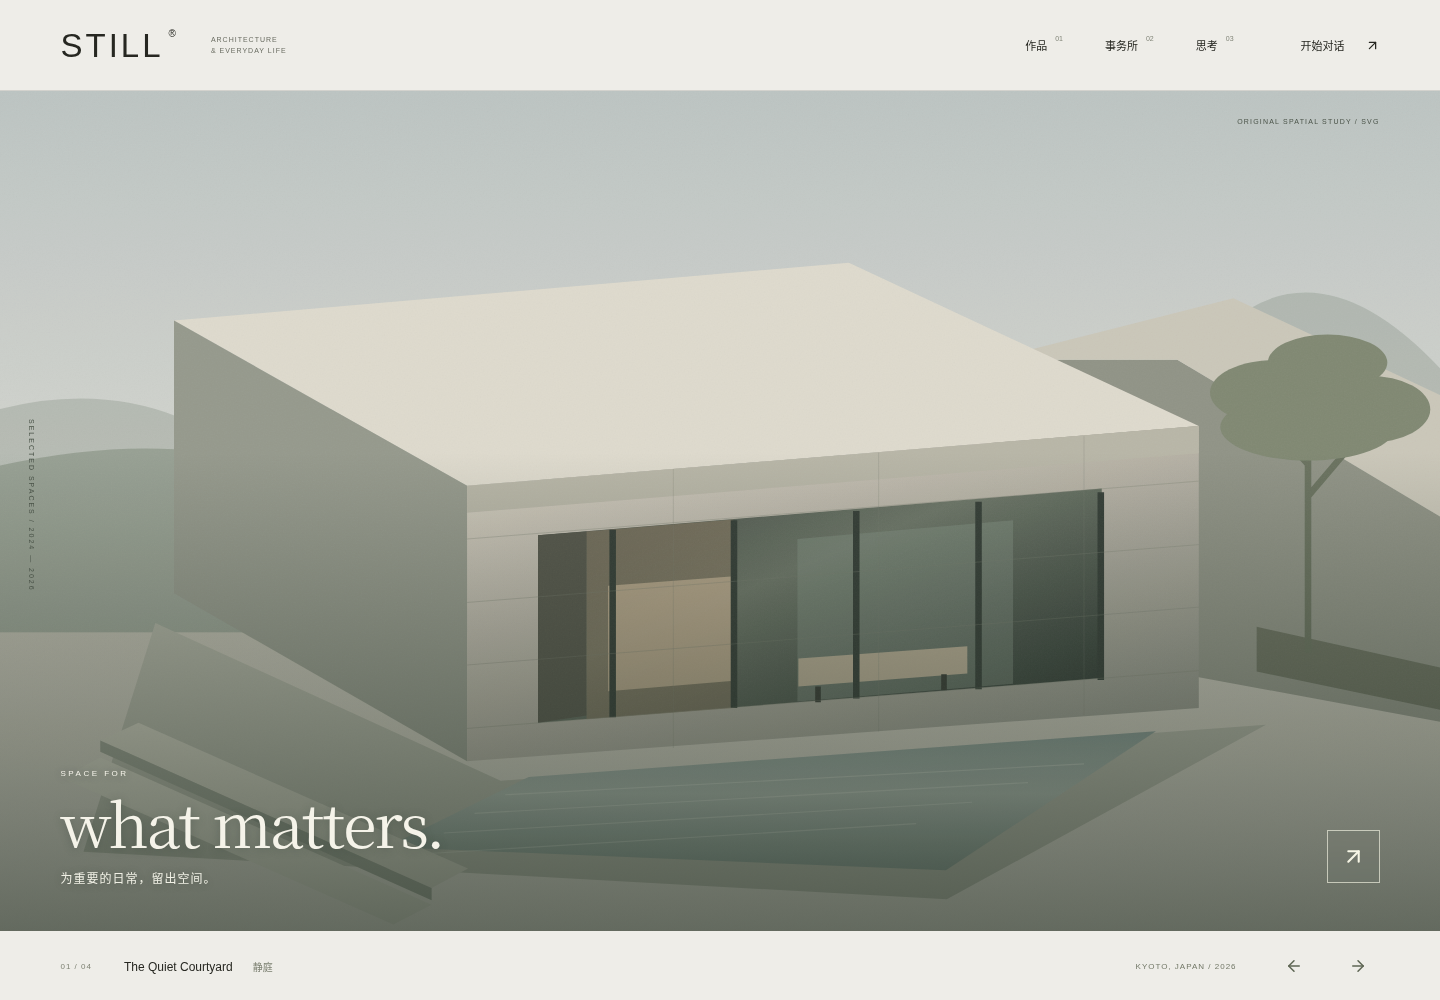 STILL®
ARCHITECTURE
& EVERYDAY LIFE
作品 01
事务所 02
思考 03
开始对话
ORIGINAL SPATIAL STUDY / SVG
SELECTED SPACES / 2024 — 2026
SPACE FOR
what matters.
为重要的日常，留出空间。
01 / 04
The Quiet Courtyard
静庭
KYOTO, JAPAN / 2026